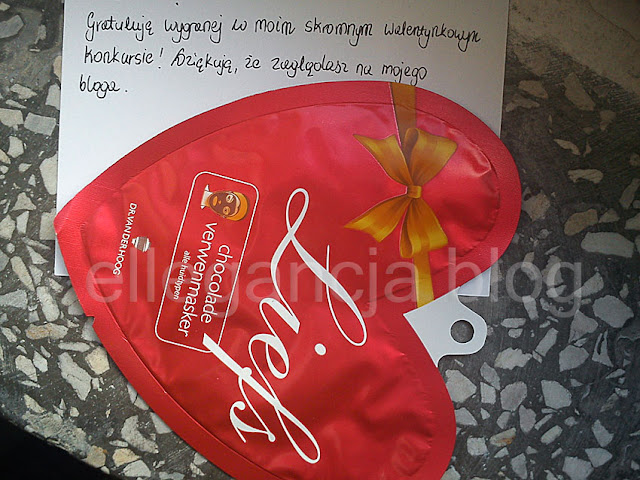 Gratuluję wygranej w moim skromnym walentynkowym
konkursie! Dziękuję, że zaglądasz na mojego
bloga.
Liefs
chocolade
verwenmasker
alle huidtypen
DR.VAN DER HOOG
ellegancja.blog